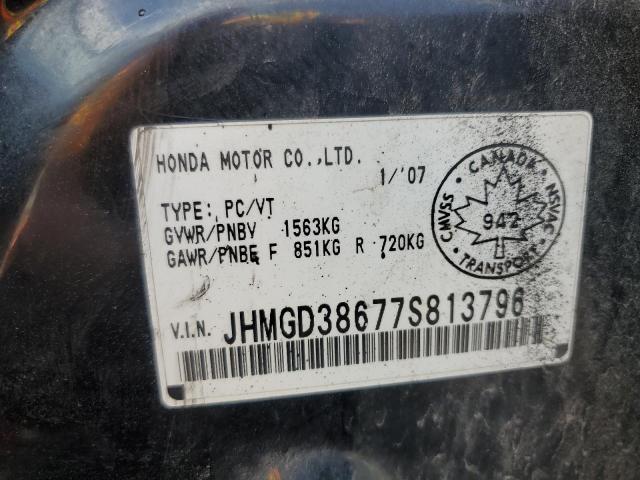 HONDA MOTOR CO.,LTD.
1/'07
TYPE: PC/VT
GVWR/PNBV 1563KG
GAWR/PNBE F 851KG R 720KG
CANADA
CMVSS
NSVAC
942
TRANSPORT
V.I.N. JHMGD38677S813796